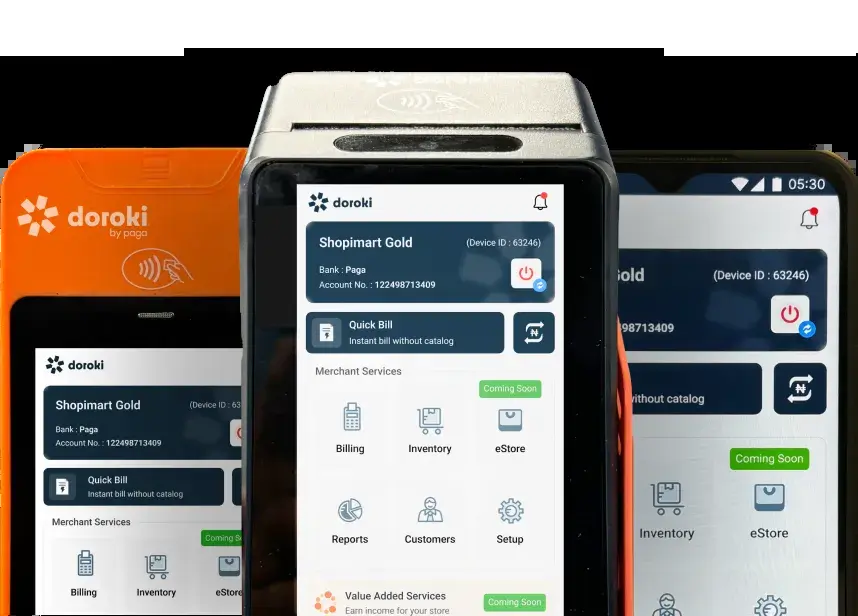 doroki
by paga
doroki
Shopimart Gold
(Device ID : 63
Bank : Paga
Account No. : 122498713409
Quick Bill
Instant bill without catalog
Merchant Services
Coming S
Billing
Inventory
eStore
doroki
Shopimart Gold
(Device ID : 63246)
Bank : Paga
Account No. : 122498713409
Quick Bill
Instant bill without catalog
Merchant Services
Coming Soon
Billing
Inventory
eStore
Reports
Customers
Setup
Value Added Services
Coming Soon
Earn income for your store
05:30
Gold
(Device ID : 63246)
98713409
without catalog
Coming Soon
Inventory
eStore